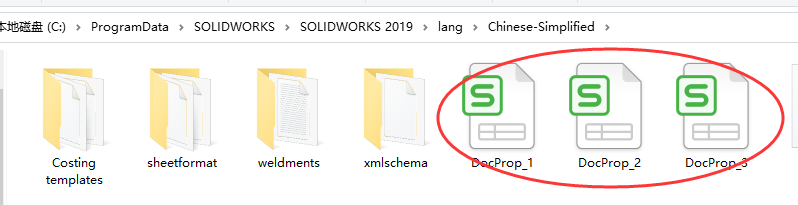 本地磁盘 (C:) > ProgramData > SOLIDWORKS > SOLIDWORKS 2019 > lang > Chinese-Simplified >
S S S
Costing templates sheetformat weldments xmlschema DocProp_1 DocProp_2 DocProp_3